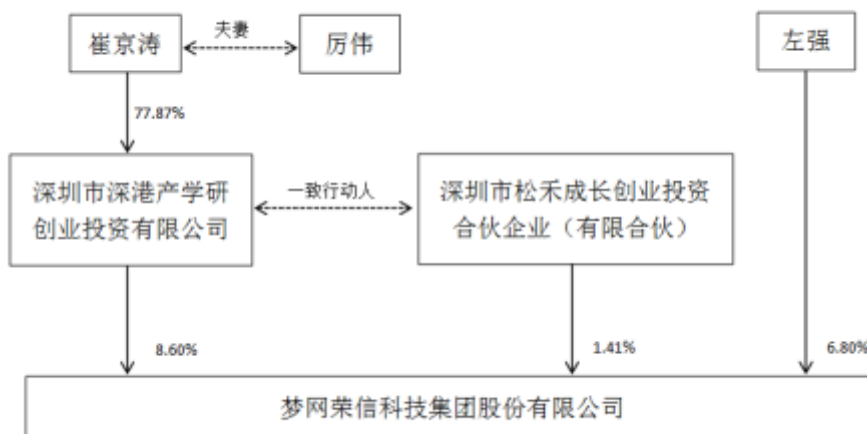 崔京涛
夫妻
厉伟
左强
77.87%
深圳市深港产学研
创业投资有限公司
一致行动人
深圳市松禾成长创业投资
合伙企业（有限合伙）
8.60%
1.41%
6.80%
梦网荣信科技集团股份有限公司